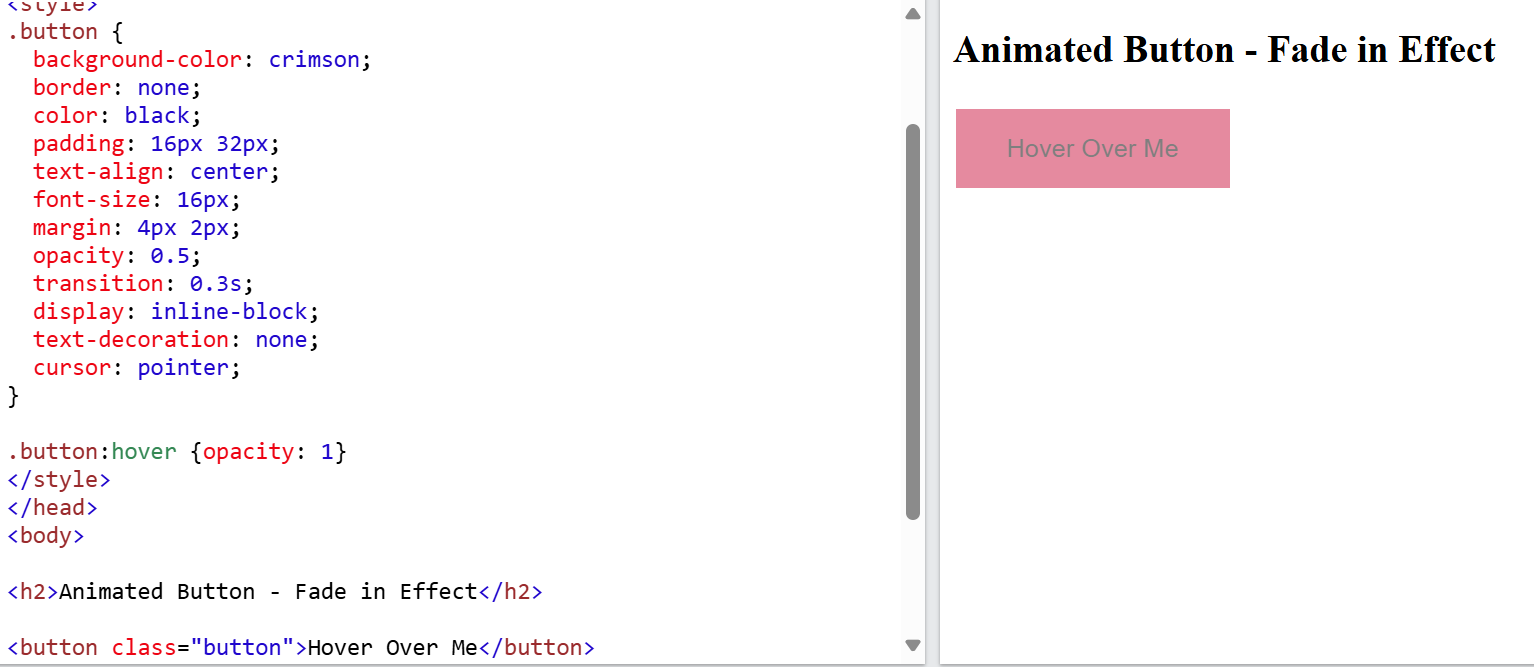 <style>
.button {
  background-color: crimson;
  border: none;
  color: black;
  padding: 16px 32px;
  text-align: center;
  font-size: 16px;
  margin: 4px 2px;
  opacity: 0.5;
  transition: 0.3s;
  display: inline-block;
  text-decoration: none;
  cursor: pointer;
}
.button:hover {opacity: 1}
</style>
</head>
<body>
<h2>Animated Button - Fade in Effect</h2>
<button class="button">Hover Over Me</button>
Animated Button - Fade in Effect
Hover Over Me